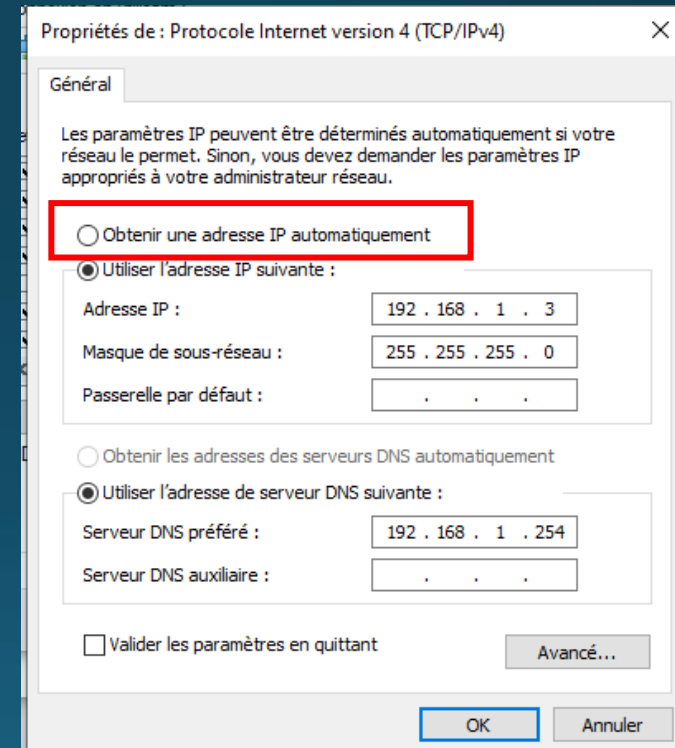 Propriétés de : Protocole Internet version 4 (TCP/IPv4)
Général
Les paramètres IP peuvent être déterminés automatiquement si votre
réseau le permet. Sinon, vous devez demander les paramètres IP
appropriés à votre administrateur réseau.
Obtenir une adresse IP automatiquement
Utiliser l'adresse IP suivante :
Adresse IP : 192 . 168 . 1 . 3
Masque de sous-réseau : 255 . 255 . 255 . 0
Passerelle par défaut : . . .
Obtenir les adresses des serveurs DNS automatiquement
Utiliser l'adresse de serveur DNS suivante :
Serveur DNS préféré : 192 . 168 . 1 . 254
Serveur DNS auxiliaire : . . .
Valider les paramètres en quittant
Avancé...
OK Annuler